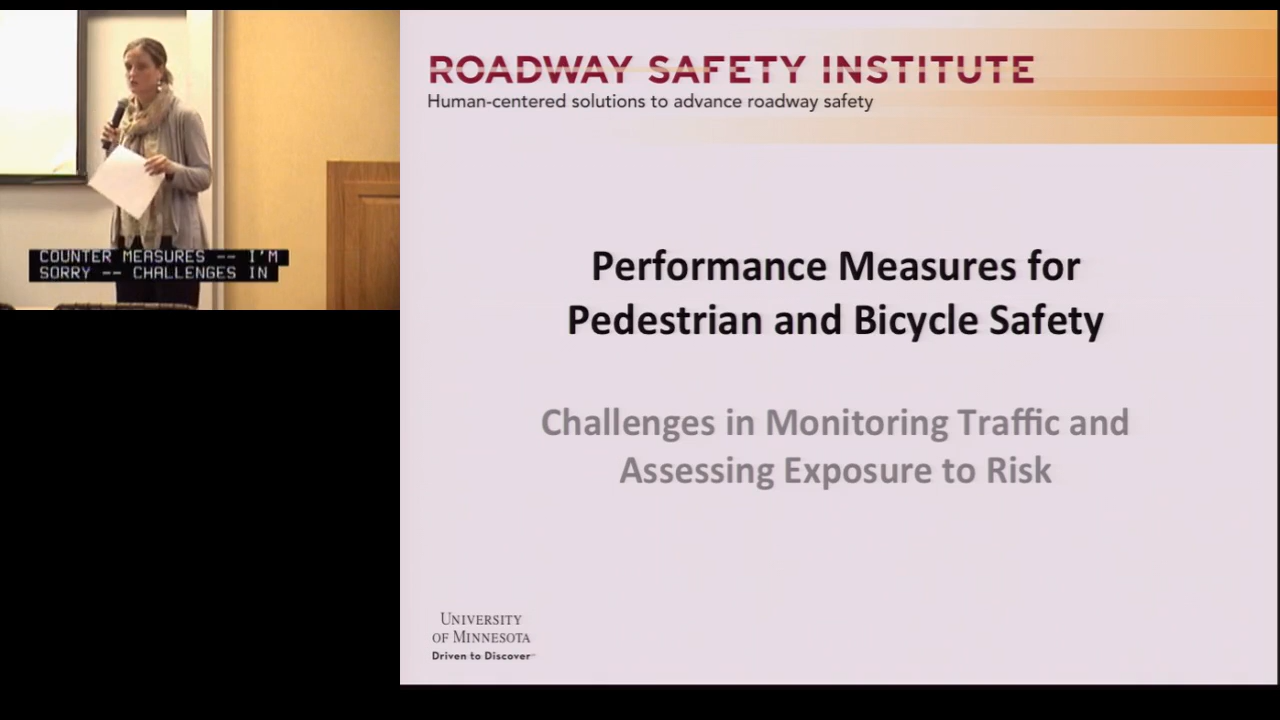 COUNTER MEASURES -- I'M
SORRY -- CHALLENGES IN
ROADWAY SAFETY INSTITUTE
Human-centered solutions to advance roadway safety
Performance Measures for
Pedestrian and Bicycle Safety
Challenges in Monitoring Traffic and
Assessing Exposure to Risk
UNIVERSITY
OF MINNESOTA
Driven to Discover